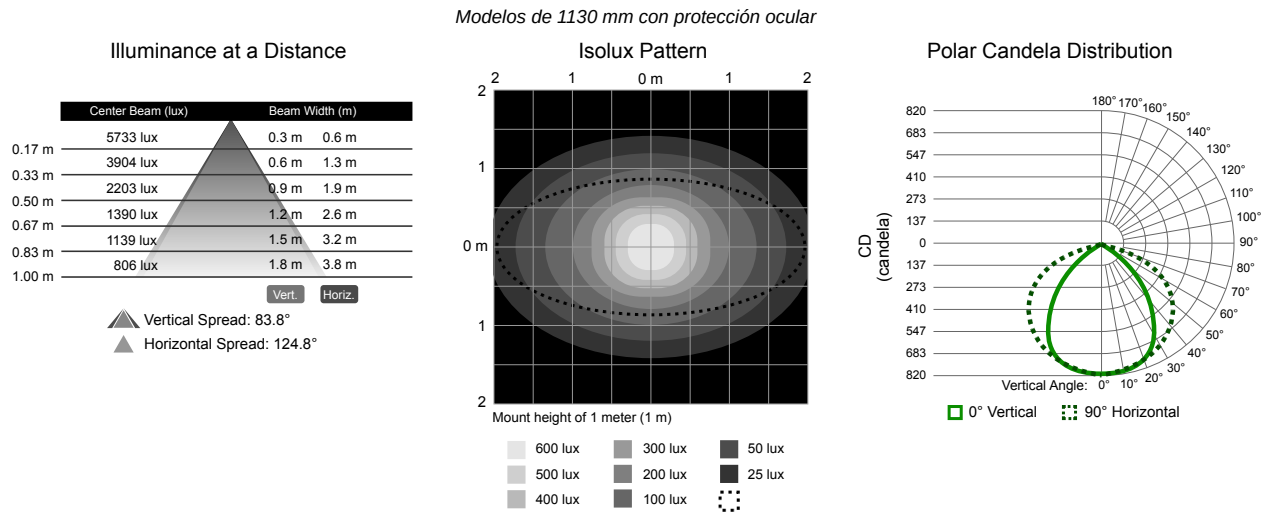 Modelos de 1130 mm con protección ocular
Illuminance at a Distance
Center Beam (lux) Beam Width (m)
5733 lux 0.3 m 0.6 m
0.17 m
3904 lux 0.6 m 1.3 m
0.33 m
2203 lux 0.9 m 1.9 m
0.50 m
1390 lux 1.2 m 2.6 m
0.67 m
1139 lux 1.5 m 3.2 m
0.83 m
806 lux 1.8 m 3.8 m
1.00 m
Vert. Horiz.
Vertical Spread: 83.8°
Horizontal Spread: 124.8°
Isolux Pattern
2 1 0 m 1 2
2
1
0 m
1
2
Mount height of 1 meter (1 m)
600 lux 300 lux 50 lux
500 lux 200 lux 25 lux
400 lux 100 lux
Polar Candela Distribution
CD
(candela)
820
683
547
410
273
137
0
137
273
410
547
683
820
180° 170° 160°
150°
140°
130°
120°
110°
100°
90°
80°
70°
60°
50°
40°
30°
20°
Vertical Angle: 0° 10°
0° Vertical 90° Horizontal